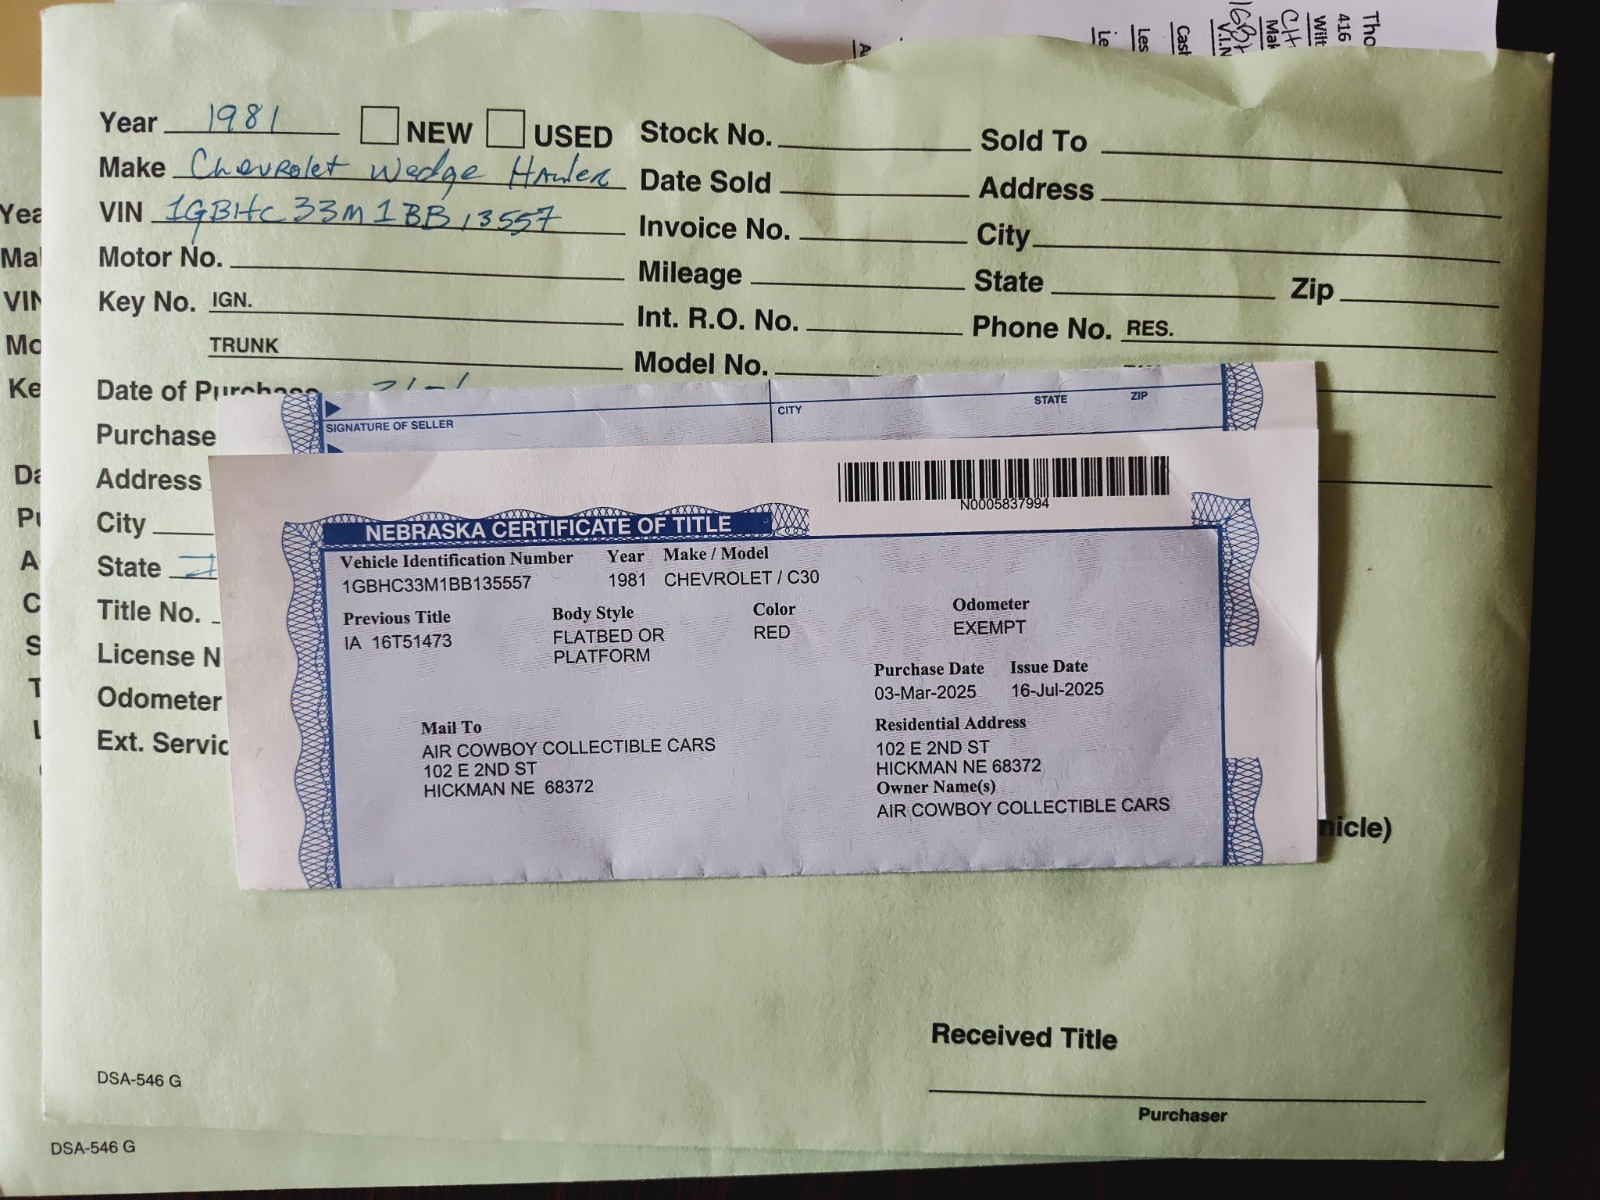 Year 1981 NEW USED Stock No. Sold To
Make Chevrolet Wedge Hauler Date Sold Address
VIN 1GBHC33M1BB13557 Invoice No. City
Motor No. Mileage State Zip
Key No. IGN. Int. R.O. No. Phone No. RES.
TRUNK Model No.
Date of Purchase
Purchase
Address
City
State
Title No.
License N
Odometer
Ext. Servic
SIGNATURE OF SELLER CITY STATE ZIP
N0005837994
NEBRASKA CERTIFICATE OF TITLE
Vehicle Identification Number Year Make / Model
1GBHC33M1BB135557 1981 CHEVROLET / C30
Previous Title Body Style Color Odometer
IA 16T51473 FLATBED OR RED EXEMPT
PLATFORM
Purchase Date Issue Date
03-Mar-2025 16-Jul-2025
Mail To Residential Address
AIR COWBOY COLLECTIBLE CARS 102 E 2ND ST
102 E 2ND ST HICKMAN NE 68372
HICKMAN NE 68372 Owner Name(s)
AIR COWBOY COLLECTIBLE CARS
nicle)
Received Title
Purchaser
DSA-546 G
DSA-546 G